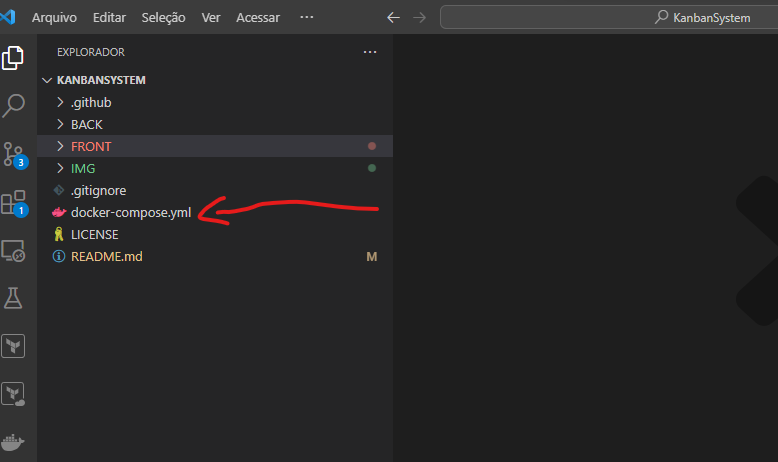 Arquivo Editar Seleção Ver Acessar ··· KanbanSystem
EXPLORADOR ···
KANBANSYSTEM
.github
BACK
FRONT
IMG
.gitignore
docker-compose.yml
LICENSE
README.md M
3
1